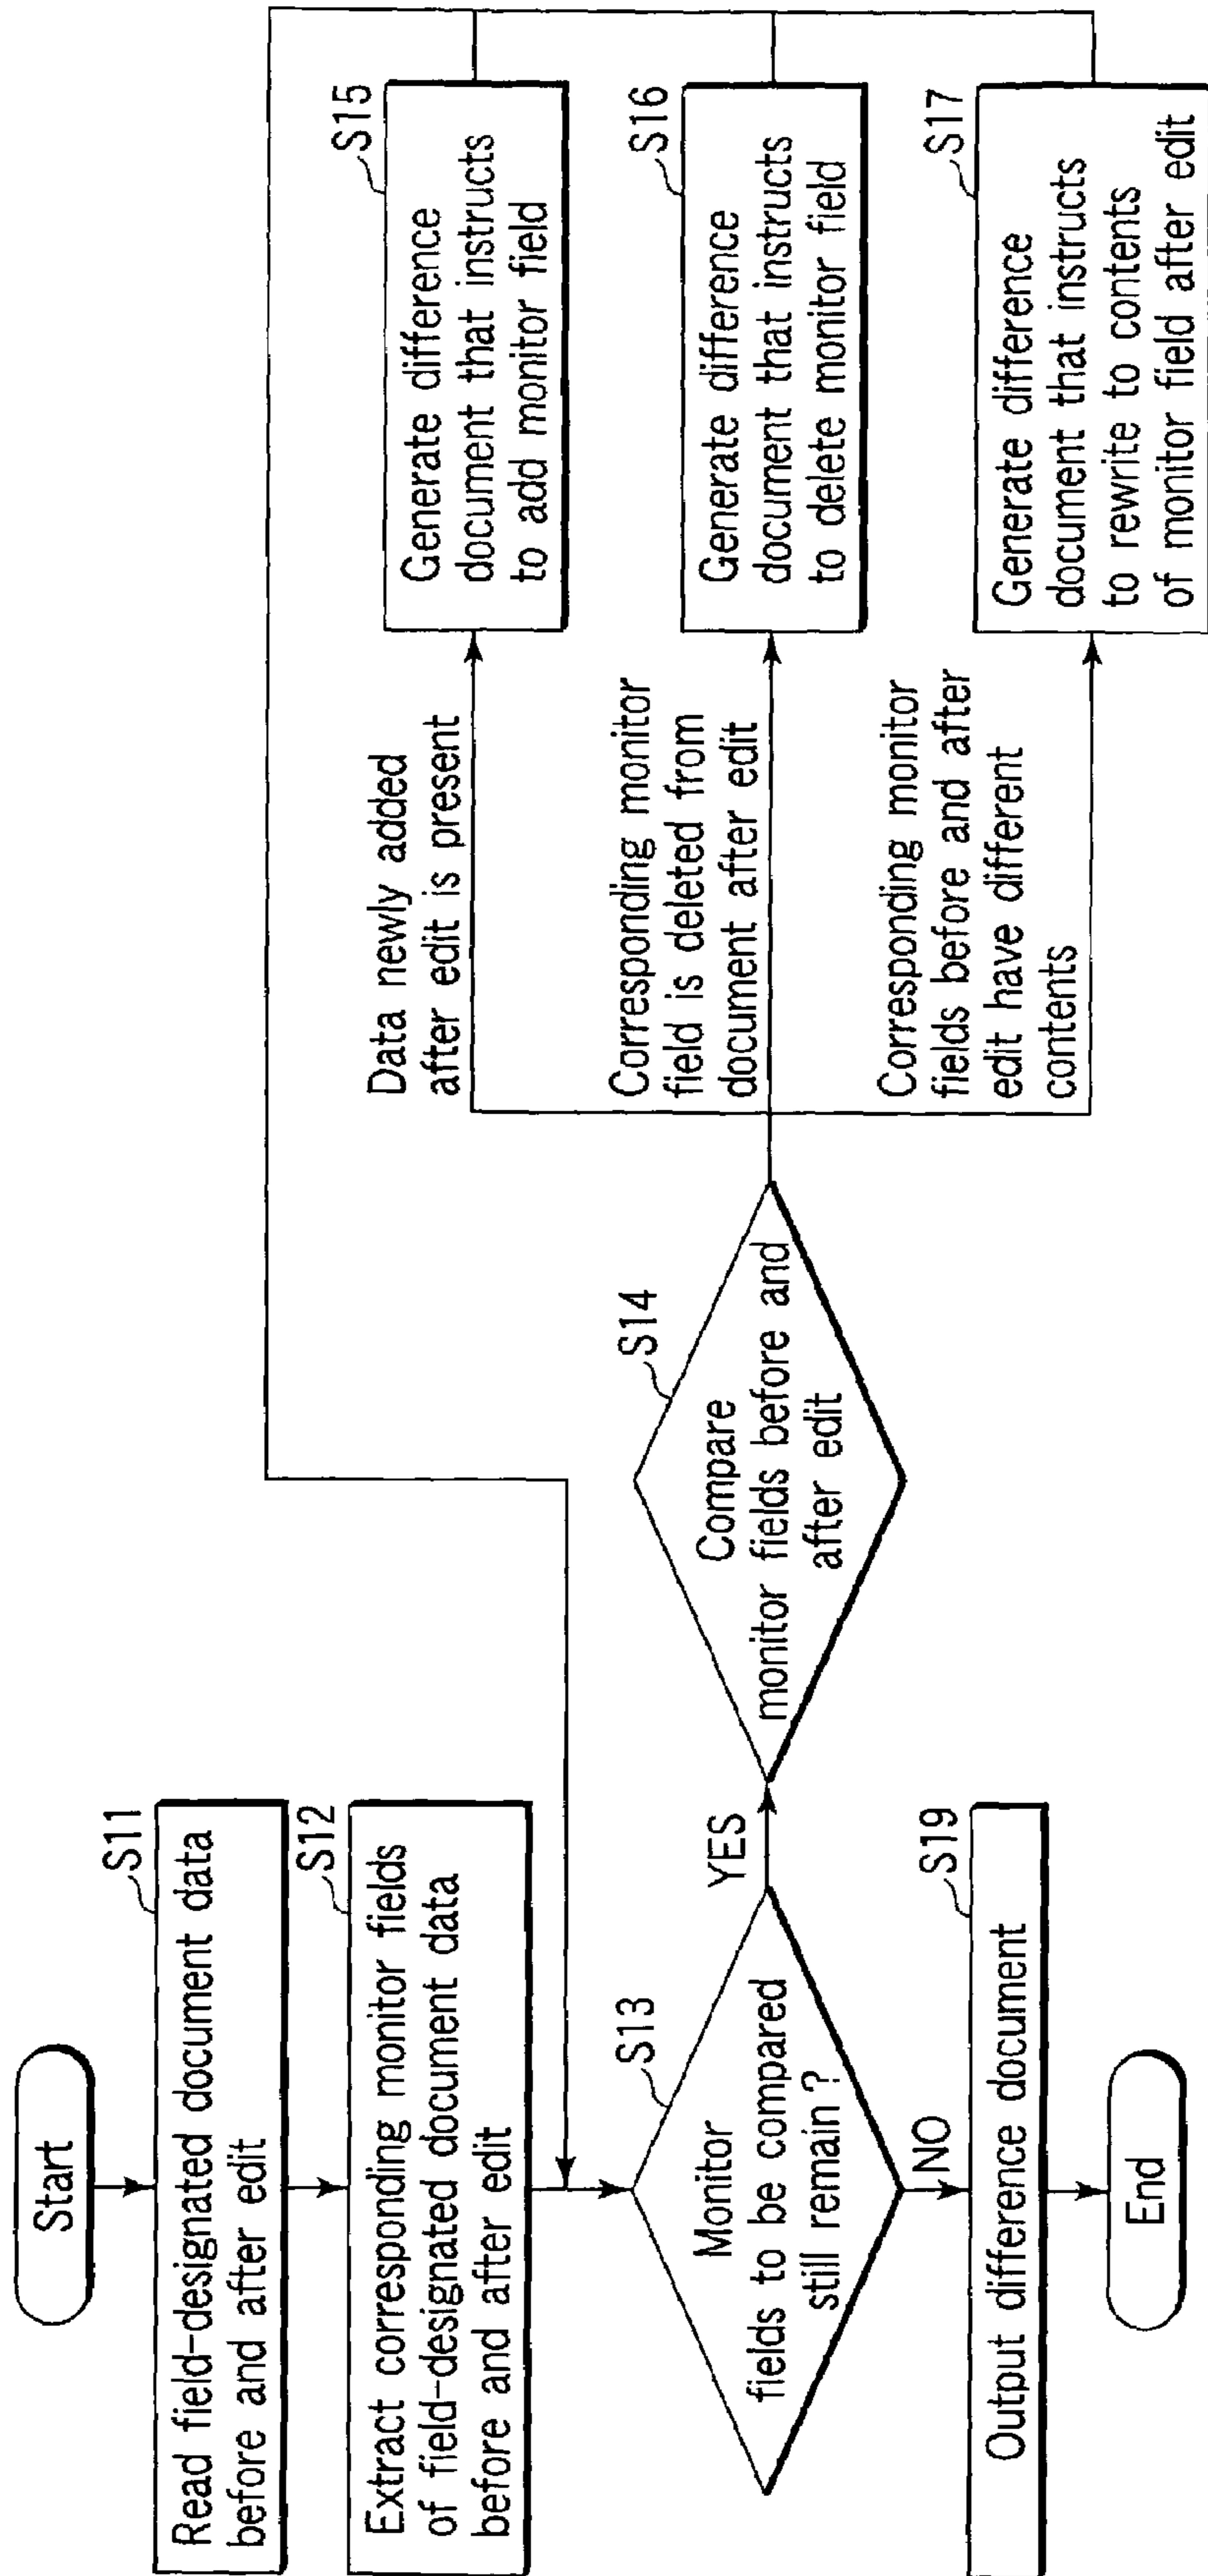 Start
S11
Read field-designated document data
before and after edit
S12
Extract corresponding monitor fields
of field-designated document data
before and after edit
S13
Monitor
fields to be compared
still remain ?
YES
NO
S19
Output difference document
End
S14
Compare
monitor fields before and
after edit
Data newly added
after edit is present
S15
Generate difference
document that instructs
to add monitor field
Corresponding monitor
field is deleted from
document after edit
S16
Generate difference
document that instructs
to delete monitor field
Corresponding monitor
fields before and after
edit have different
contents
S17
Generate difference
document that instructs
to rewrite to contents
of monitor field after edit